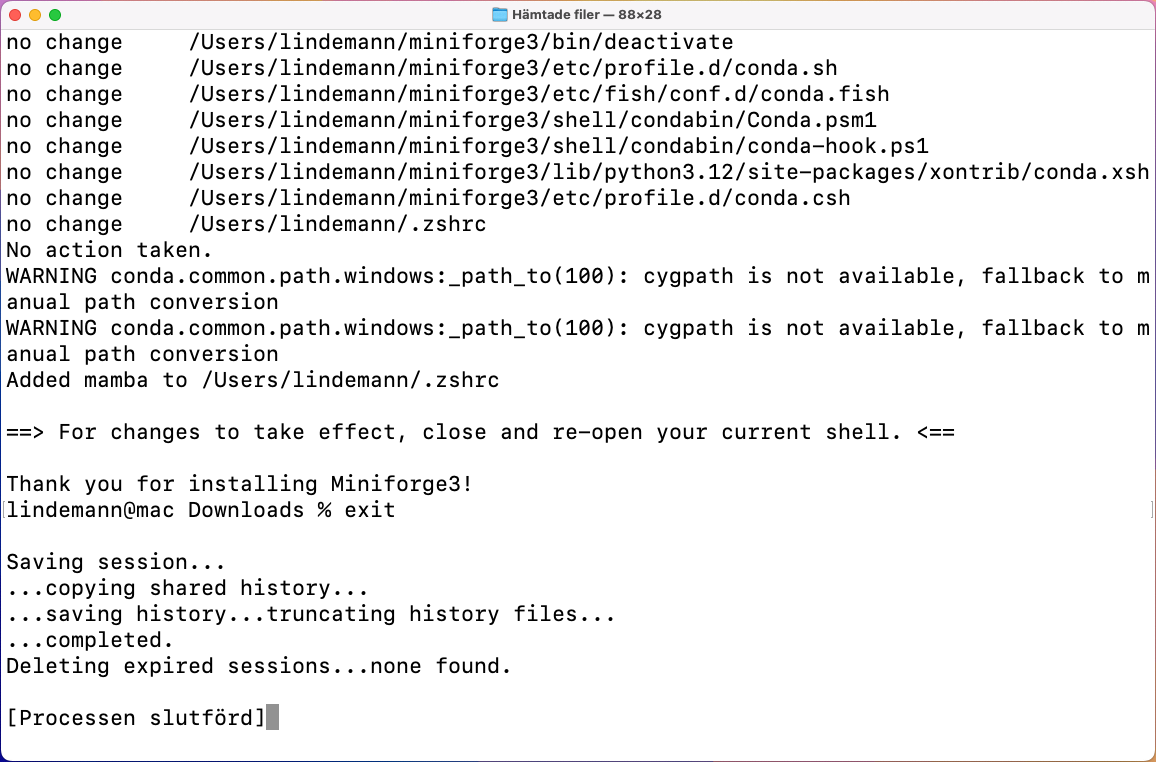 Hämtade filer — 88×28
no change     /Users/lindemann/miniforge3/bin/deactivate
no change     /Users/lindemann/miniforge3/etc/profile.d/conda.sh
no change     /Users/lindemann/miniforge3/etc/fish/conf.d/conda.fish
no change     /Users/lindemann/miniforge3/shell/condabin/Conda.psm1
no change     /Users/lindemann/miniforge3/shell/condabin/conda-hook.ps1
no change     /Users/lindemann/miniforge3/lib/python3.12/site-packages/xontrib/conda.xsh
no change     /Users/lindemann/miniforge3/etc/profile.d/conda.csh
no change     /Users/lindemann/.zshrc
No action taken.
WARNING conda.common.path.windows:_path_to(100): cygpath is not available, fallback to m
anual path conversion
WARNING conda.common.path.windows:_path_to(100): cygpath is not available, fallback to m
anual path conversion
Added mamba to /Users/lindemann/.zshrc
==> For changes to take effect, close and re-open your current shell. <==
Thank you for installing Miniforge3!
lindemann@mac Downloads % exit
Saving session...
...copying shared history...
...saving history...truncating history files...
...completed.
Deleting expired sessions...none found.
[Processen slutförd]